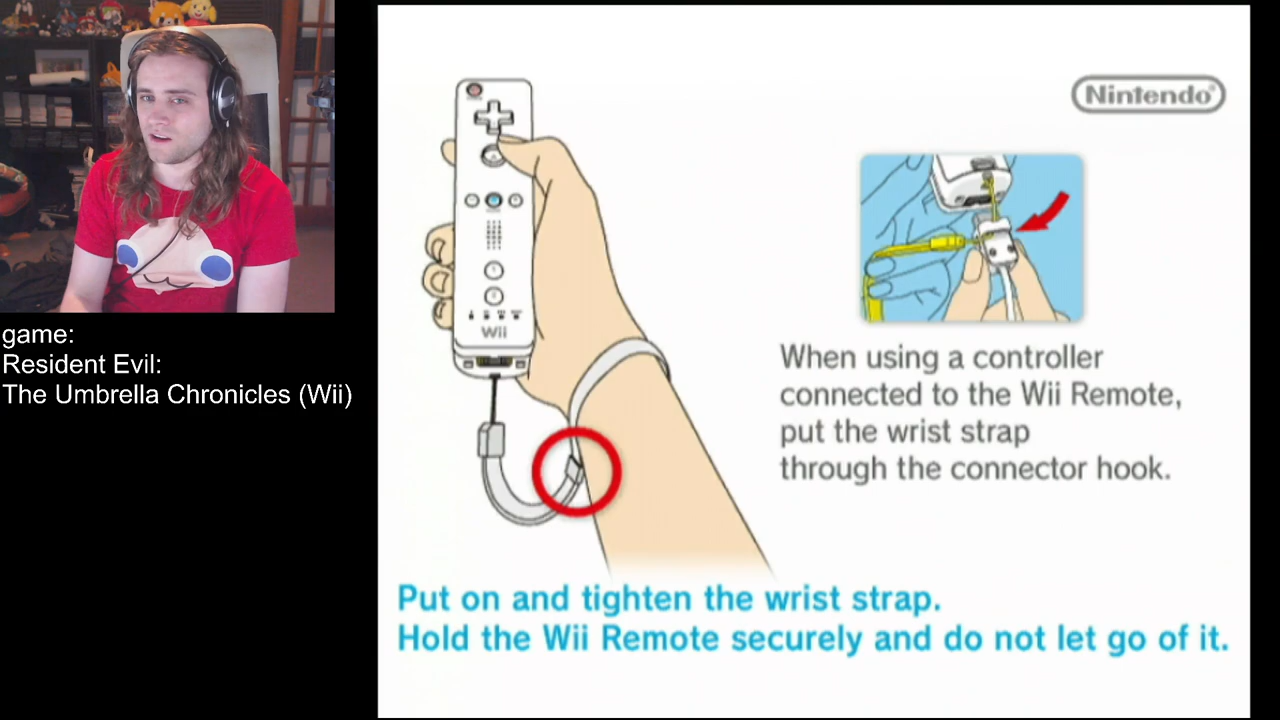 Nintendo®
Wii
game:
Resident Evil:
The Umbrella Chronicles (Wii)
When using a controller
connected to the Wii Remote,
put the wrist strap
through the connector hook.
Put on and tighten the wrist strap.
Hold the Wii Remote securely and do not let go of it.